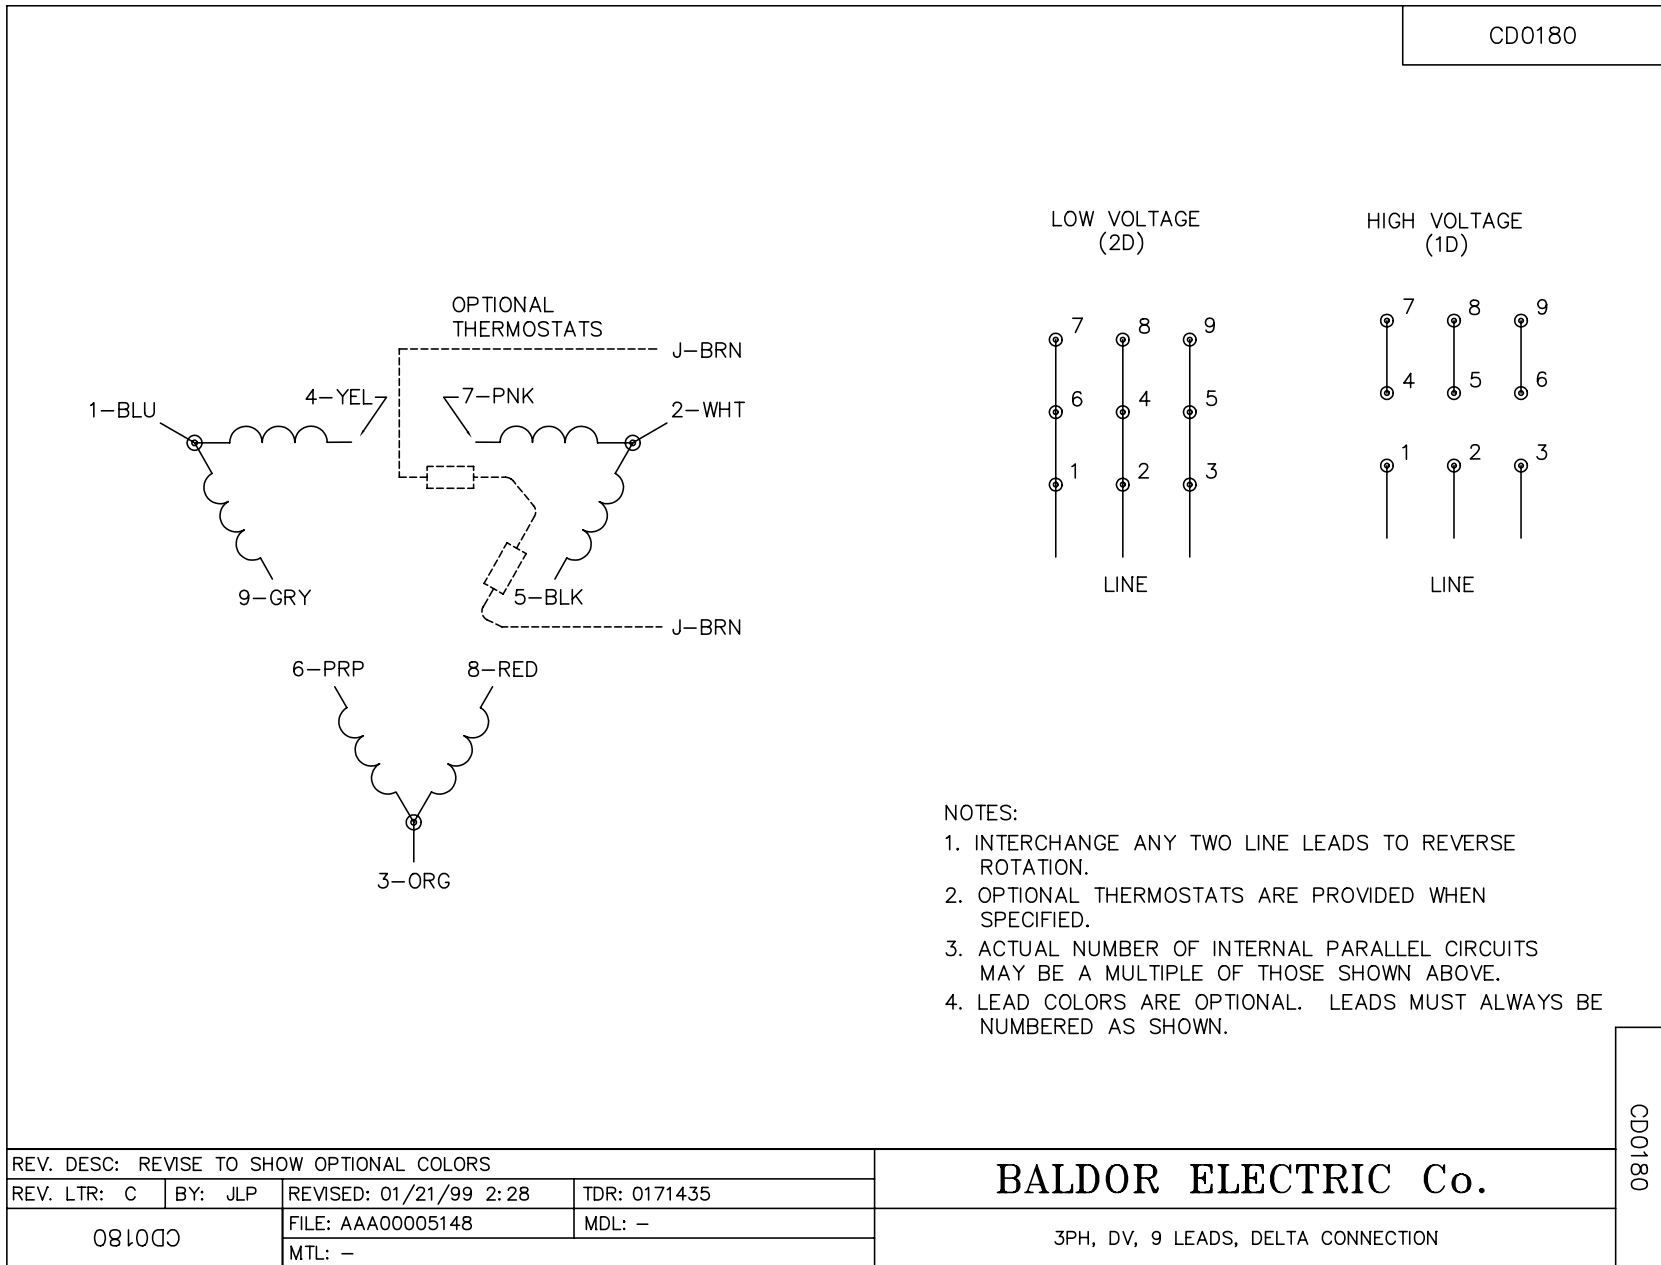 CD0180
LOW VOLTAGE
(2D)
HIGH VOLTAGE
(1D)
OPTIONAL
THERMOSTATS
J-BRN
4-YEL
7-PNK
1-BLU
2-WHT
9-GRY
5-BLK
J-BRN
6-PRP
8-RED
3-ORG
7 8 9
6 4 5
1 2 3
LINE
7 8 9
4 5 6
1 2 3
LINE
NOTES:
1. INTERCHANGE ANY TWO LINE LEADS TO REVERSE
ROTATION.
2. OPTIONAL THERMOSTATS ARE PROVIDED WHEN
SPECIFIED.
3. ACTUAL NUMBER OF INTERNAL PARALLEL CIRCUITS
MAY BE A MULTIPLE OF THOSE SHOWN ABOVE.
4. LEAD COLORS ARE OPTIONAL. LEADS MUST ALWAYS BE
NUMBERED AS SHOWN.
CD0180
REV. DESC: REVISE TO SHOW OPTIONAL COLORS
REV. LTR: C BY: JLP REVISED: 01/21/99 2:28 TDR: 0171435
CD0180
FILE: AAA00005148 MDL: -
MTL: -
BALDOR ELECTRIC Co.
3PH, DV, 9 LEADS, DELTA CONNECTION